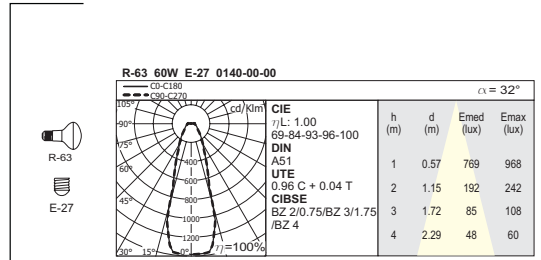 R-63 60W E-27 0140-00-00
C0-C180
C90-C270
α = 32°
105°
cd/Klm
90°
75°
60°
45°
30° 15° 0°
400
600
800
1000
1200
η=100%
CIE
ηL: 1.00
69-84-93-96-100
DIN
A51
UTE
0.96 C + 0.04 T
CIBSE
BZ 2/0.75/BZ 3/1.75
/BZ 4
h d Emed Emax
(m) (m) (lux) (lux)
1 0.57 769 968
2 1.15 192 242
3 1.72 85 108
4 2.29 48 60
R-63
E-27